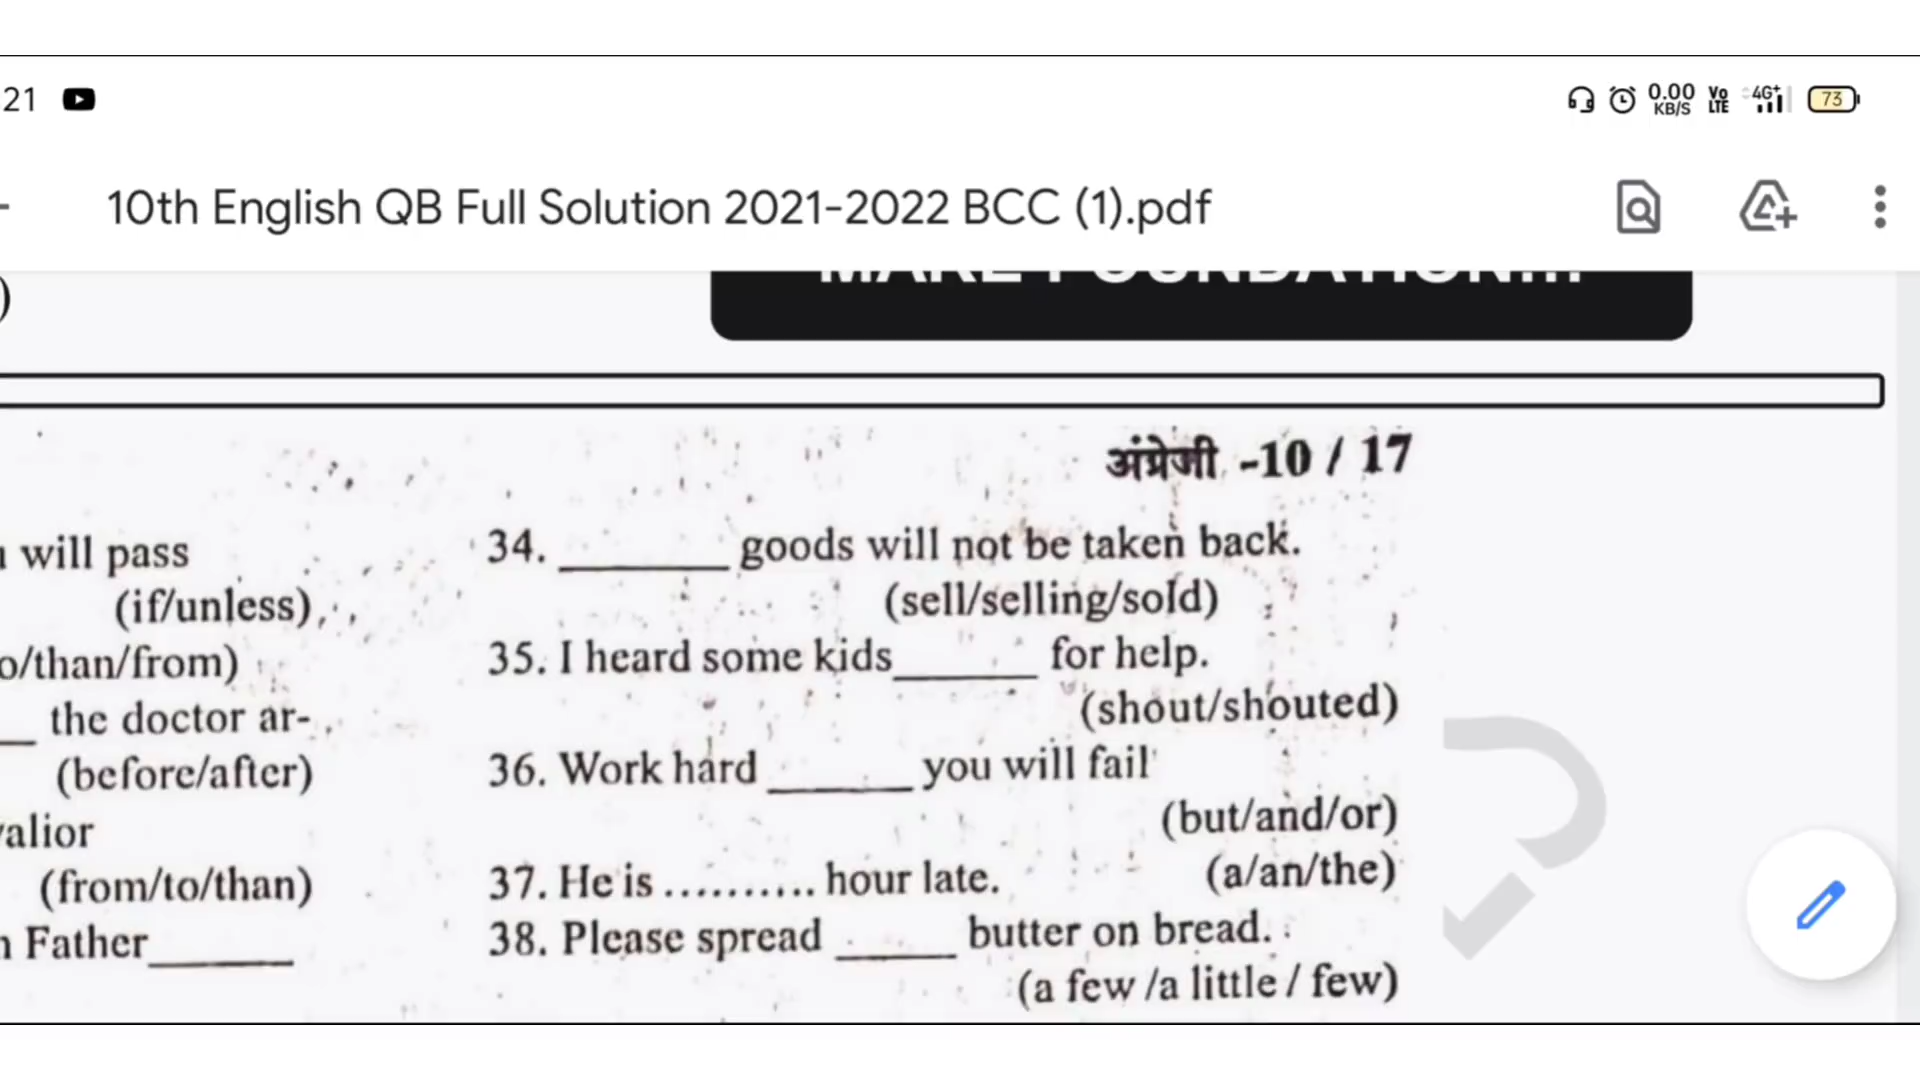 21
0.00 KB/S Vo LTE 4G+ 73
10th English QB Full Solution 2021-2022 BCC (1).pdf
MAKE FOUNDATION...
)
अंग्रेजी -10 / 17
will pass
(if/unless)
o/than/from)
__ the doctor ar-
(before/after)
alior
(from/to/than)
Father______
34. ______ goods will not be taken back.
(sell/selling/sold)
35. I heard some kids______ for help.
(shout/shouted)
36. Work hard ______ you will fail
(but/and/or)
37. He is .......... hour late. (a/an/the)
38. Please spread _____ butter on bread.
(a few /a little / few)